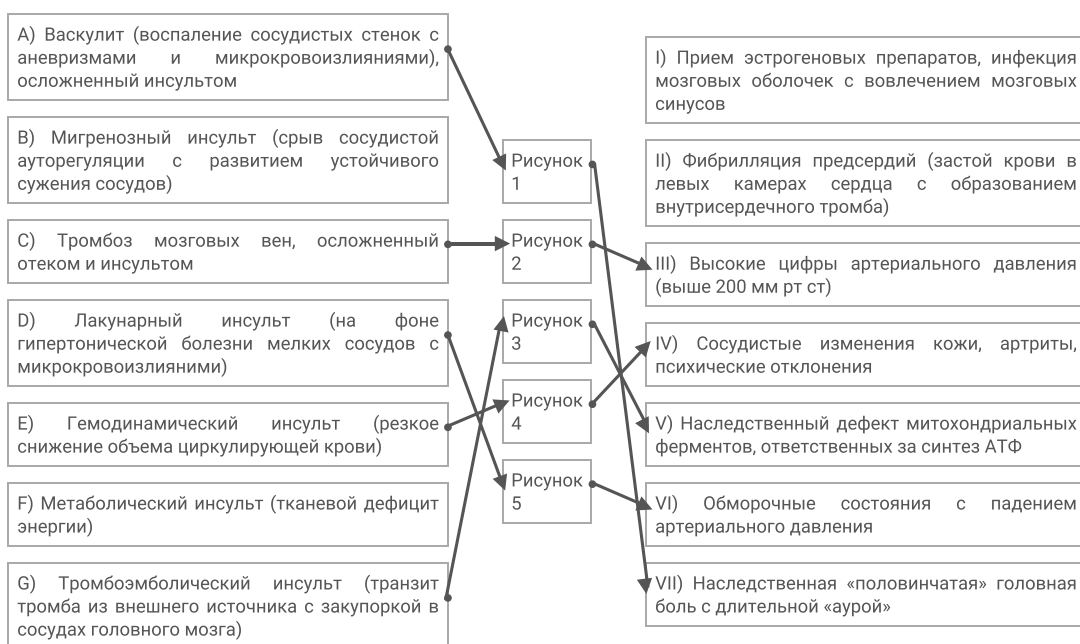 А) Васкулит (воспаление сосудистых стенок с
аневризмами и микрокровоизлияниями),
осложненный инсультом
В) Мигренозный инсульт (срыв сосудистой
ауторегуляции с развитием устойчивого
сужения сосудов)
С) Тромбоз мозговых вен, осложненный
отеком и инсультом
D) Лакунарный инсульт (на фоне
гипертонической болезни мелких сосудов с
микрокровоизлияними)
Е) Гемодинамический инсульт (резкое
снижение объема циркулирующей крови)
F) Метаболический инсульт (тканевой дефицит
энергии)
G) Тромбоэмболический инсульт (транзит
тромба из внешнего источника с закупоркой в
сосудах головного мозга)
Рисунок
1
Рисунок
2
Рисунок
3
Рисунок
4
Рисунок
5
I) Прием эстрогеновых препаратов, инфекция
мозговых оболочек с вовлечением мозговых
синусов
II) Фибрилляция предсердий (застой крови в
левых камерах сердца с образованием
внутрисердечного тромба)
III) Высокие цифры артериального давления
(выше 200 мм рт ст)
IV) Сосудистые изменения кожи, артриты,
психические отклонения
V) Наследственный дефект митохондриальных
ферментов, ответственных за синтез АТФ
VI) Обморочные состояния с падением
артериального давления
VII) Наследственная «половинчатая» головная
боль с длительной «аурой»